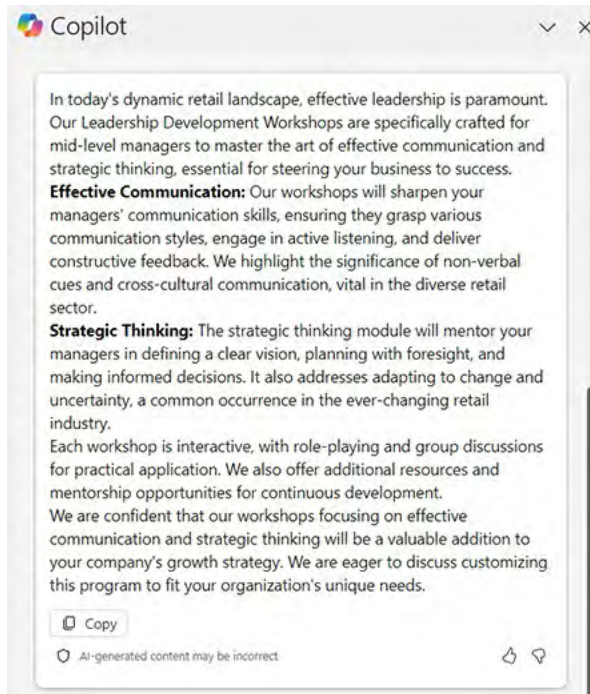 Copilot
In today's dynamic retail landscape, effective leadership is paramount.
Our Leadership Development Workshops are specifically crafted for
mid-level managers to master the art of effective communication and
strategic thinking, essential for steering your business to success.
Effective Communication: Our workshops will sharpen your
managers' communication skills, ensuring they grasp various
communication styles, engage in active listening, and deliver
constructive feedback. We highlight the significance of non-verbal
cues and cross-cultural communication, vital in the diverse retail
sector.
Strategic Thinking: The strategic thinking module will mentor your
managers in defining a clear vision, planning with foresight, and
making informed decisions. It also addresses adapting to change and
uncertainty, a common occurrence in the ever-changing retail
industry.
Each workshop is interactive, with role-playing and group discussions
for practical application. We also offer additional resources and
mentorship opportunities for continuous development.
We are confident that our workshops focusing on effective
communication and strategic thinking will be a valuable addition to
your company's growth strategy. We are eager to discuss customizing
this program to fit your organization's unique needs.
Copy
AI-generated content may be incorrect